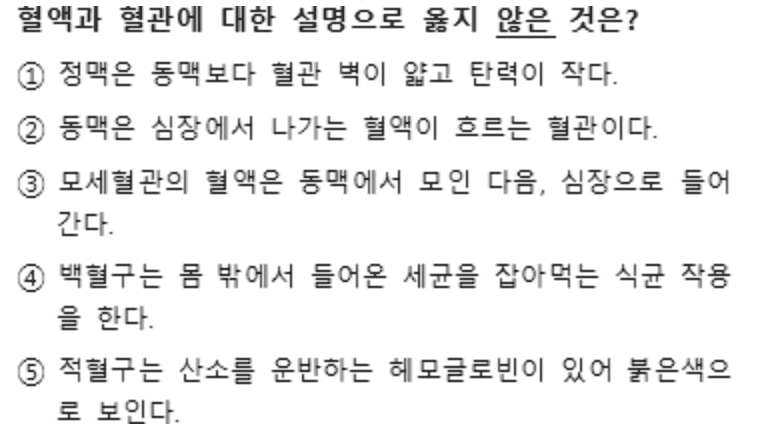 혈액과 혈관에 대한 설명으로 옳지 않은 것은?
① 정맥은 동맥보다 혈관 벽이 얇고 탄력이 작다.
② 동맥은 심장에서 나가는 혈액이 흐르는 혈관이다.
③ 모세혈관의 혈액은 동맥에서 모인 다음, 심장으로 들어
간다.
④ 백혈구는 몸 밖에서 들어온 세균을 잡아먹는 식균 작용
을 한다.
⑤ 적혈구는 산소를 운반하는 헤모글로빈이 있어 붉은색으
로 보인다.